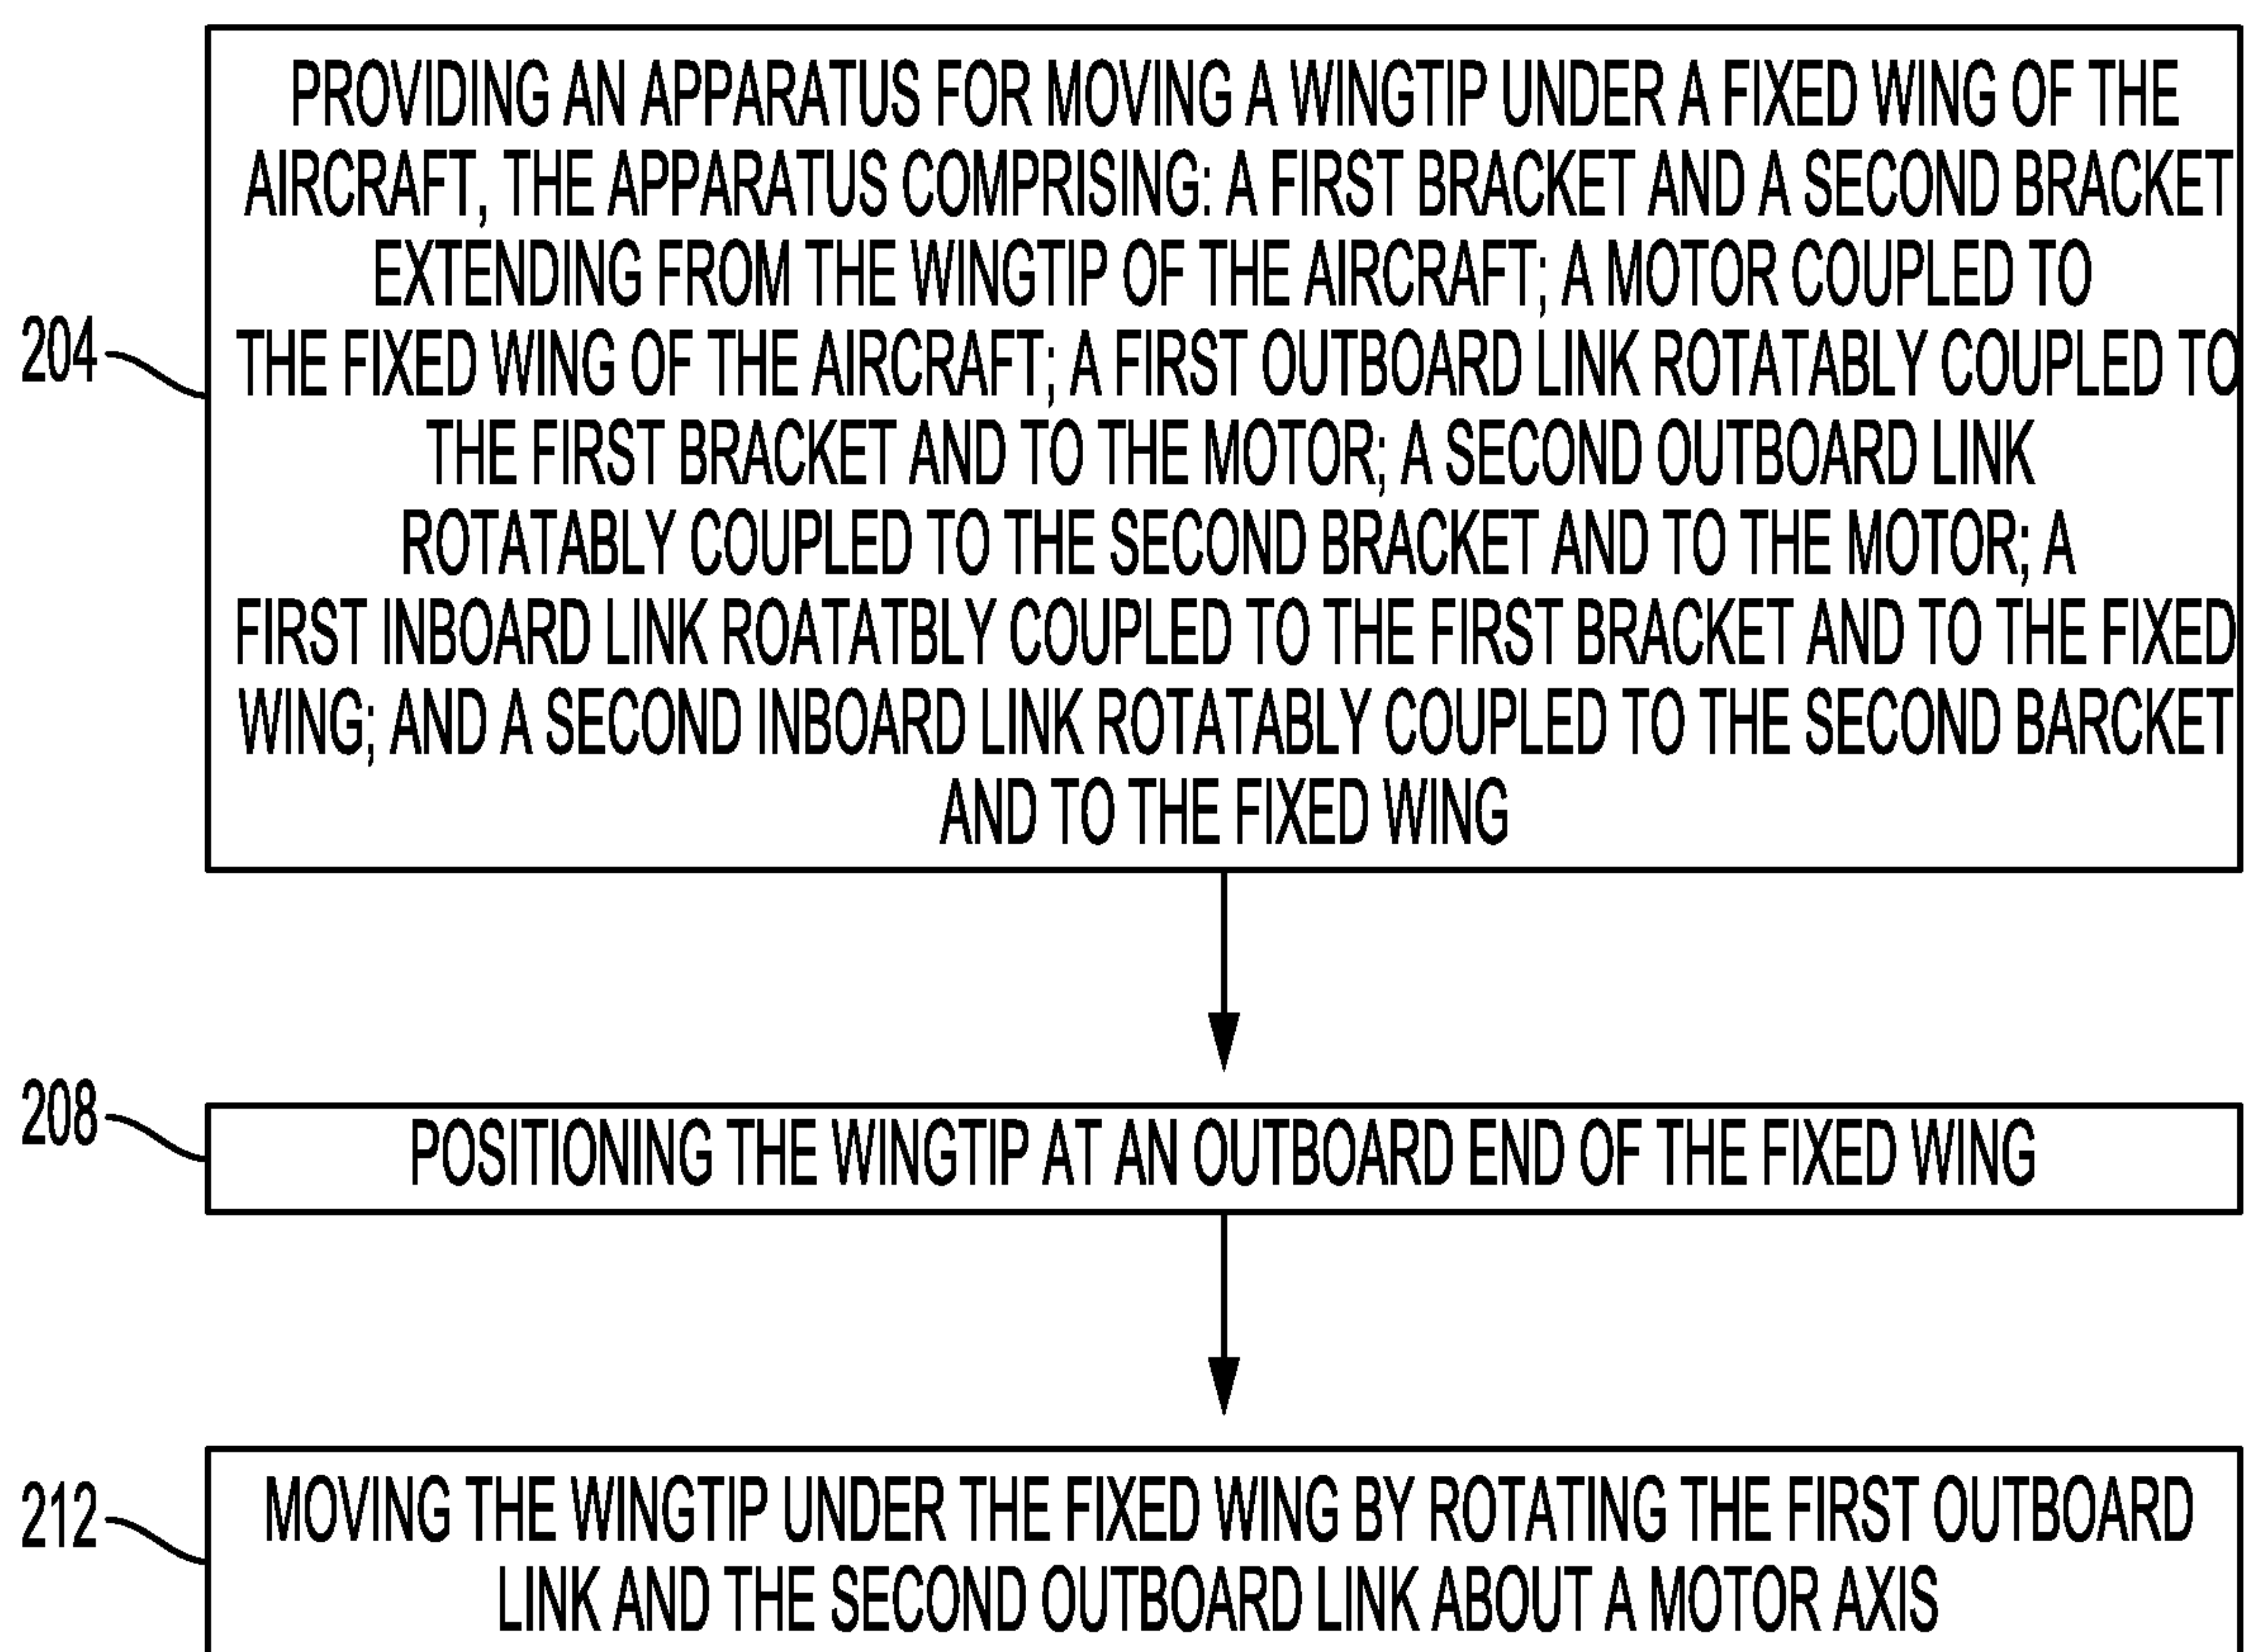 PROVIDING AN APPARATUS FOR MOVING A WINGTIP UNDER A FIXED WING OF THE
AIRCRAFT, THE APPARATUS COMPRISING: A FIRST BRACKET AND A SECOND BRACKET
EXTENDING FROM THE WINGTIP OF THE AIRCRAFT; A MOTOR COUPLED TO
204
THE FIXED WING OF THE AIRCRAFT; A FIRST OUTBOARD LINK ROTATABLY COUPLED TO
THE FIRST BRACKET AND TO THE MOTOR; A SECOND OUTBOARD LINK
ROTATABLY COUPLED TO THE SECOND BRACKET AND TO THE MOTOR; A
FIRST INBOARD LINK ROATATBLY COUPLED TO THE FIRST BRACKET AND TO THE FIXED
WING; AND A SECOND INBOARD LINK ROTATABLY COUPLED TO THE SECOND BARCKET
AND TO THE FIXED WING
208
POSITIONING THE WINGTIP AT AN OUTBOARD END OF THE FIXED WING
212
MOVING THE WINGTIP UNDER THE FIXED WING BY ROTATING THE FIRST OUTBOARD
LINK AND THE SECOND OUTBOARD LINK ABOUT A MOTOR AXIS